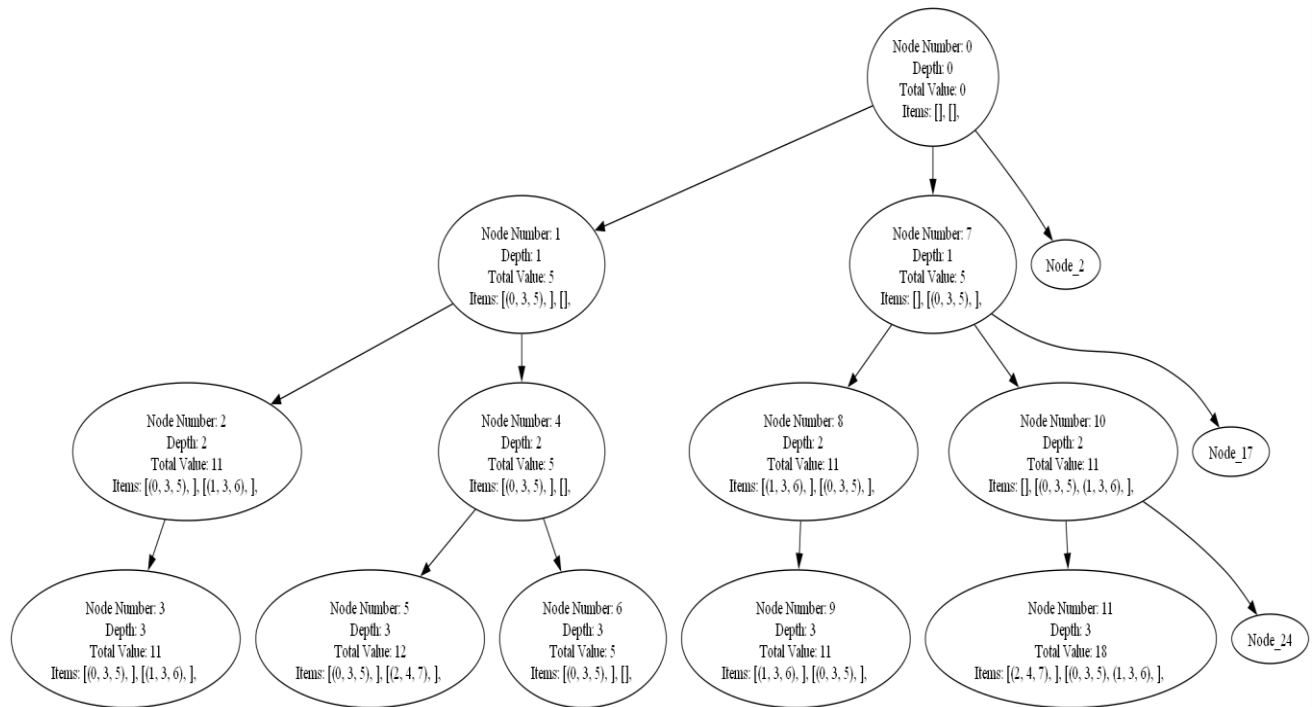 Node Number: 0
Depth: 0
Total Value: 0
Items: [], [],
Node Number: 1
Depth: 1
Total Value: 5
Items: [(0, 3, 5), ], [],
Node Number: 7
Depth: 1
Total Value: 5
Items: [], [(0, 3, 5), ],
Node_2
Node Number: 2
Depth: 2
Total Value: 11
Items: [(0, 3, 5), ], [(1, 3, 6), ],
Node Number: 4
Depth: 2
Total Value: 5
Items: [(0, 3, 5), ], [],
Node Number: 8
Depth: 2
Total Value: 11
Items: [(1, 3, 6), ], [(0, 3, 5), ],
Node Number: 10
Depth: 2
Total Value: 11
Items: [], [(0, 3, 5), (1, 3, 6), ],
Node_17
Node Number: 3
Depth: 3
Total Value: 11
Items: [(0, 3, 5), ], [(1, 3, 6), ],
Node Number: 5
Depth: 3
Total Value: 12
Items: [(0, 3, 5), ], [(2, 4, 7), ],
Node Number: 6
Depth: 3
Total Value: 5
Items: [(0, 3, 5), ], [],
Node Number: 9
Depth: 3
Total Value: 11
Items: [(1, 3, 6), ], [(0, 3, 5), ],
Node Number: 11
Depth: 3
Total Value: 18
Items: [(2, 4, 7), ], [(0, 3, 5), (1, 3, 6), ],
Node_24